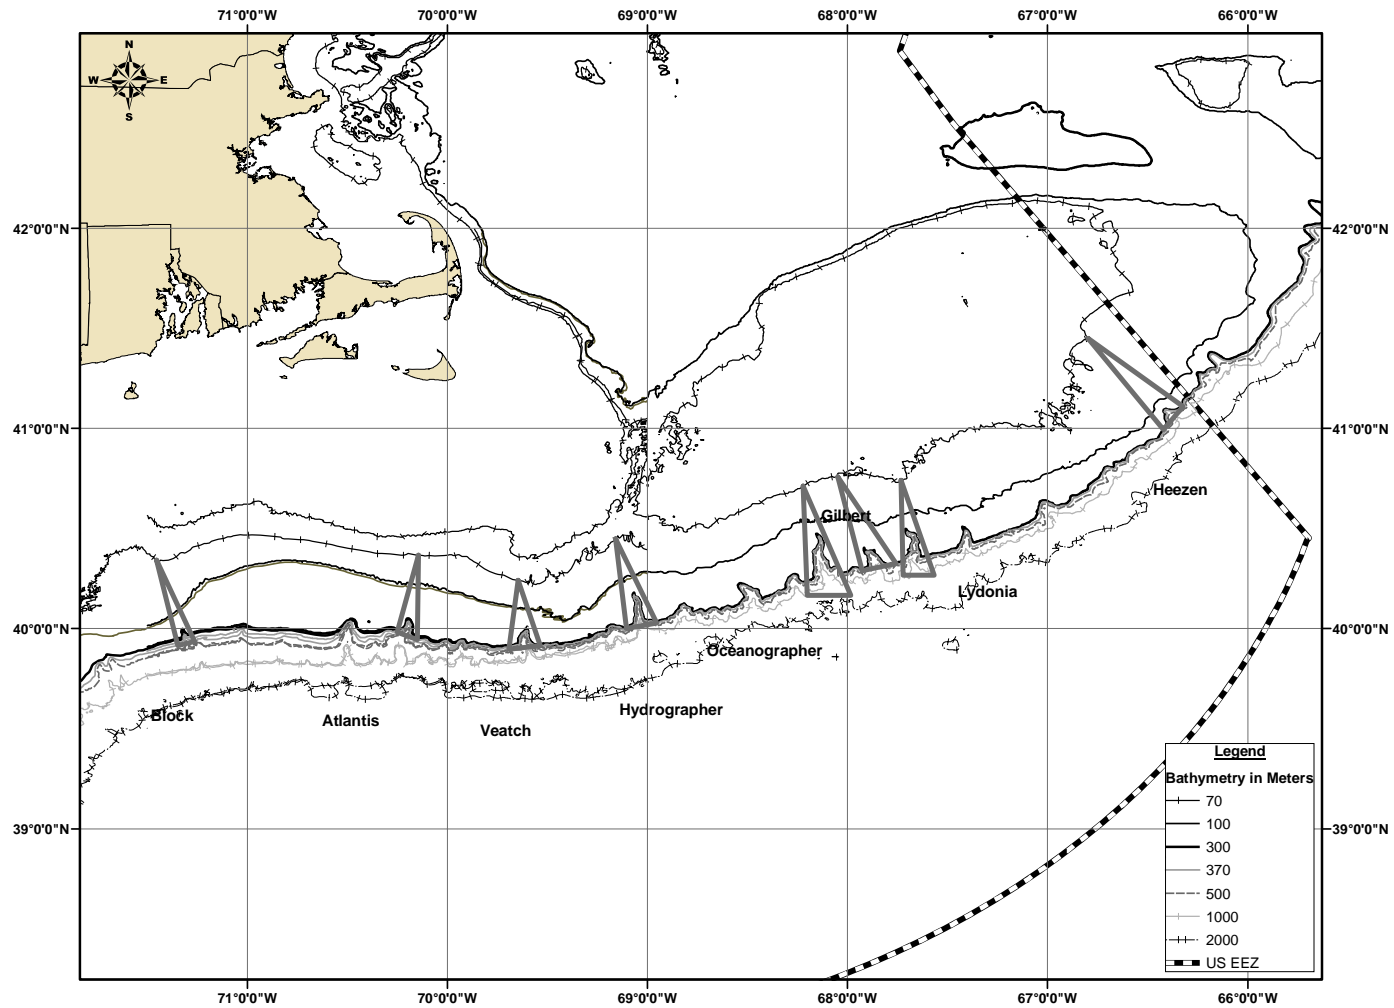 71°0'0"W 70°0'0"W 69°0'0"W 68°0'0"W 67°0'0"W 66°0'0"W
N
W E
S
42°0'0"N 42°0'0"N
41°0'0"N 41°0'0"N
Heezen
Gilbert
Lydonia
40°0'0"N 40°0'0"N
Oceanographer
Hydrographer
Block
Atlantis
Veatch
Legend
Bathymetry in Meters
70
100
300
370
500
1000
2000
US EEZ
39°0'0"N 39°0'0"N
71°0'0"W 70°0'0"W 69°0'0"W 68°0'0"W 67°0'0"W 66°0'0"W